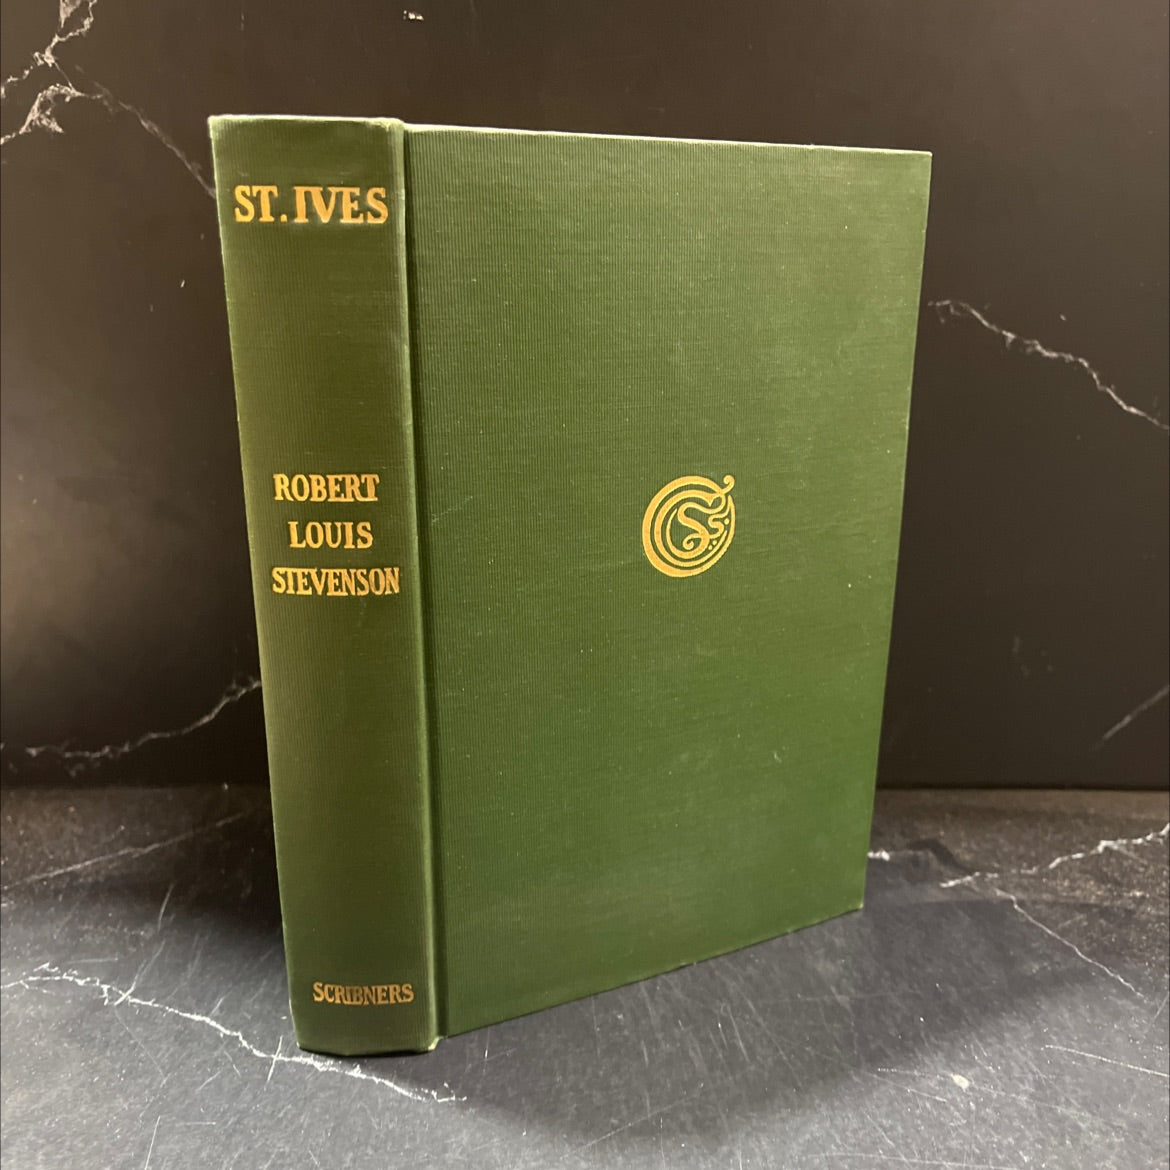 ST. IVES
ROBERT
LOUIS
STEVENSON
SCRIBNERS